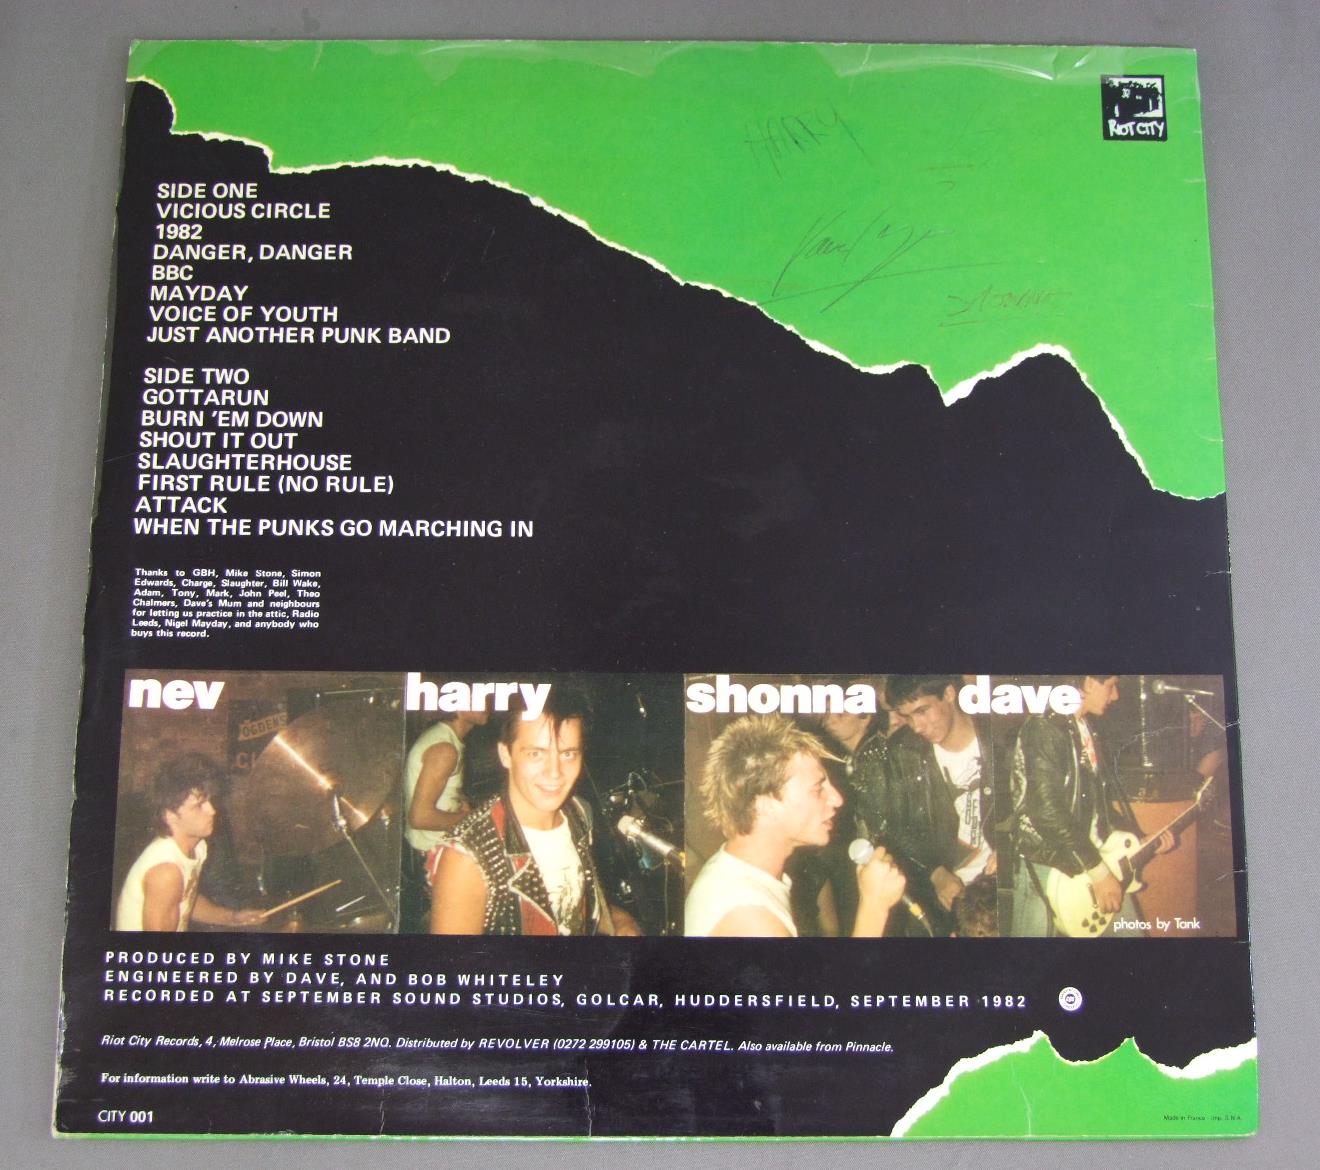 RIOT CITY
HARRY
SIDE ONE
VICIOUS CIRCLE
1982
DANGER, DANGER
BBC
MAYDAY
VOICE OF YOUTH
JUST ANOTHER PUNK BAND
SIDE TWO
GOTTARUN
BURN 'EM DOWN
SHOUT IT OUT
SLAUGHTERHOUSE
FIRST RULE (NO RULE)
ATTACK
WHEN THE PUNKS GO MARCHING IN
Thanks to GBH, Mike Stone, Simon
Edwards, Charge, Slaughter, Bill Wake,
Adam, Tony, Mark, John Peel, Theo
Chalmers, Dave's Mum and neighbours
for letting us practice in the attic, Radio
Leeds, Nigel Mayday, and anybody who
buys this record.
nev harry shonna dave
OGDENS
photos by Tank
PRODUCED BY MIKE STONE
ENGINEERED BY DAVE, AND BOB WHITELEY
RECORDED AT SEPTEMBER SOUND STUDIOS, GOLCAR, HUDDERSFIELD, SEPTEMBER 1982
Riot City Records, 4, Melrose Place, Bristol BS8 2NQ. Distributed by REVOLVER (0272 299105) & THE CARTEL. Also available from Pinnacle.
For information write to Abrasive Wheels, 24, Temple Close, Halton, Leeds 15, Yorkshire.
CITY 001
Made in France - Imp. S.N.A.